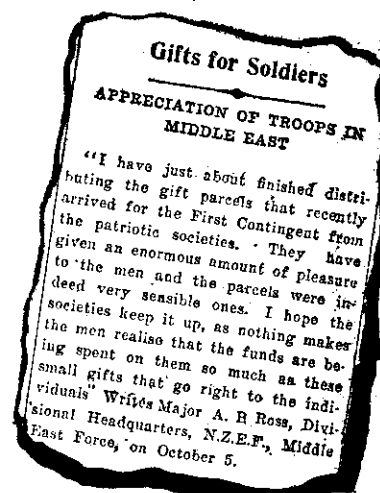 Gifts for Soldiers
APPRECIATION OF TROOPS IN
MIDDLE EAST
"I have just about finished distri-
buting the gift parcels that recently
arrived for the First Contingent from
the patriotic societies. They have
given an enormous amount of pleasure
to the men and the parcels were in-
deed very sensible ones. I hope the
societies keep it up, as nothing makes
the men realise that the funds are be-
ing spent on them so much as these
small gifts that go right to the indi-
viduals" Writes Major A. R Ross, Divi-
sional Headquarters, N.Z.E.F., Middle
East Force, on October 5.